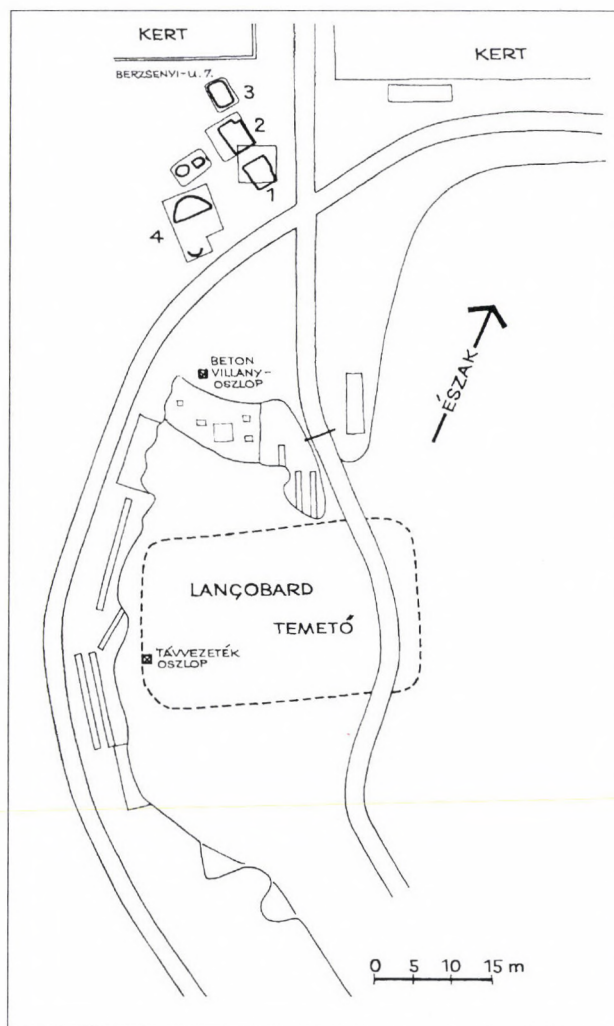 KERT
KERT
BERZSENYI-U. 7.
3
2
1
4
BETON
VILLANY-
OSZLOP
ÉSZAK
LANGOBARD
TEMETŐ
TÁVVEZETÉK
OSZLOP
0 5 10 15 m